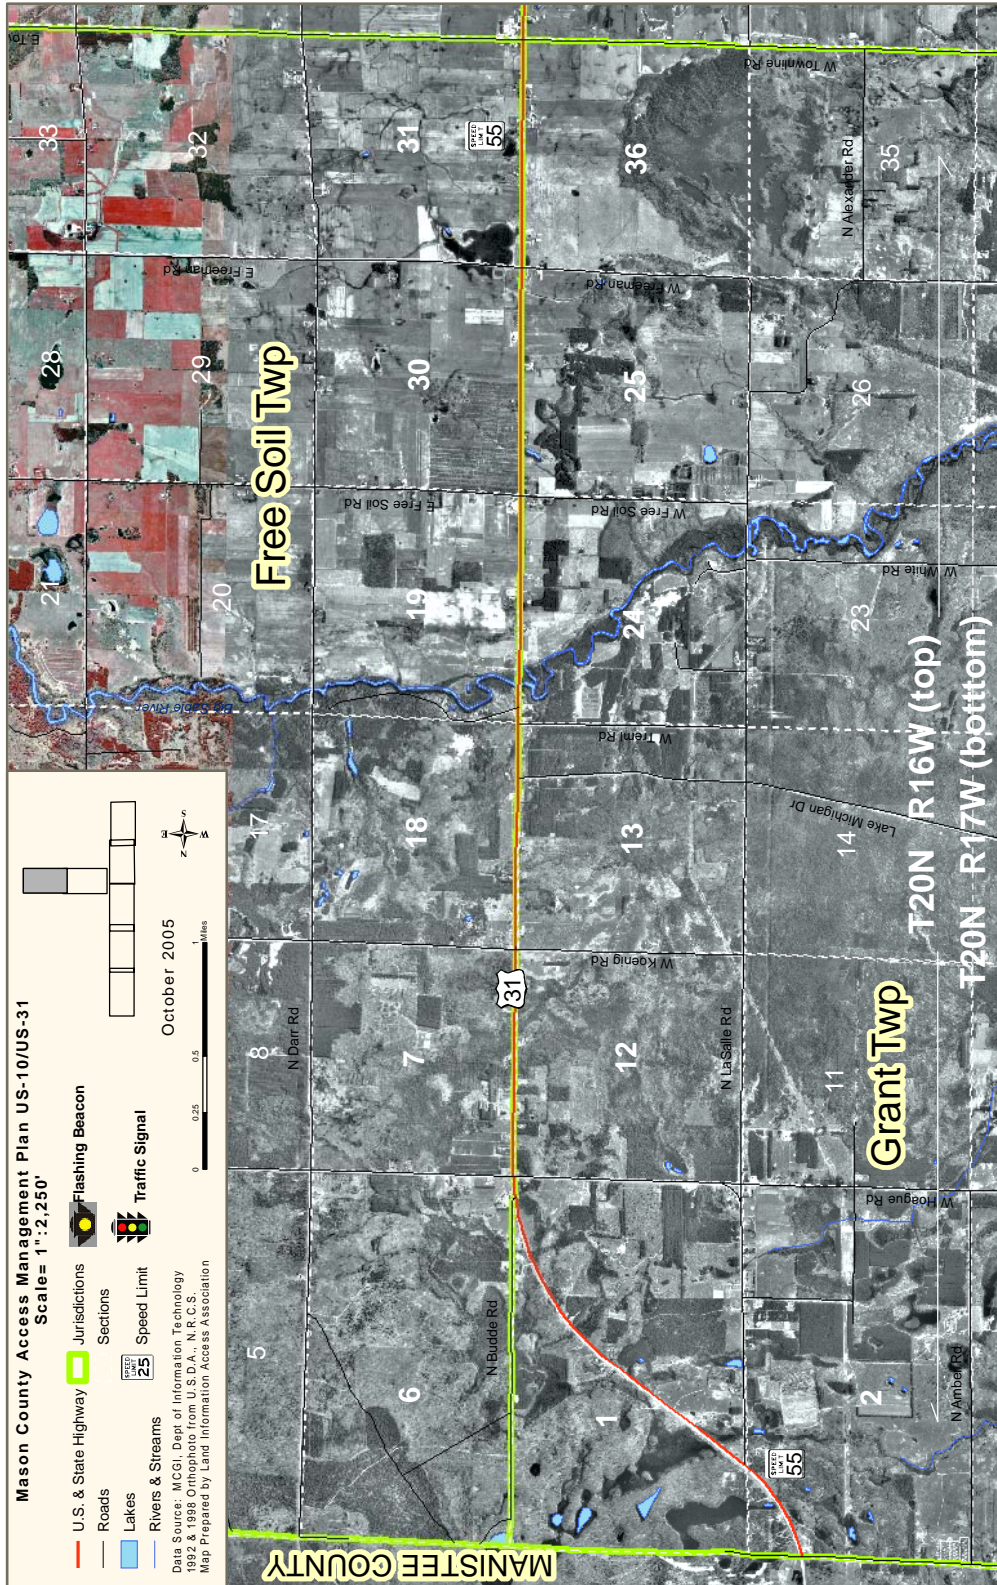 Mason County Access Management Plan US-10/US-31
Scale= 1":2,250'
U.S. & State Highway
Roads
Lakes
Rivers & Streams
Jurisdictions
Sections
SPEED LIMIT 25
Speed Limit
Flashing Beacon
Traffic Signal
Data Source: MCGI, Dept of Information Technology
1992 & 1998 Orthophoto from U.S.D.A., N.R.C.S.
Map Prepared by Land Information Access Association
October 2005
0 0.25 0.5 1 Miles
N
E
S
W
MANISTEE COUNTY
Free Soil Twp
Grant Twp
T20N R16W (top)
T20N R17W (bottom)
5
8
17
20
29
32
21
28
33
6
7
18
19
30
31
1
12
13
24
25
36
2
11
14
23
26
35
31
SPEED LIMIT 55
SPEED LIMIT 55
N Darr Rd
N Budde Rd
N LaSalle Rd
N Amber Rd
N Alexander Rd
W Hoague Rd
W Koenig Rd
W Treml Rd
Lake Michigan Dr
W White Rd
W Free Soil Rd
E Free Soil Rd
W Freeman Rd
E Freeman Rd
W Townline Rd
E. To
Big Sable River